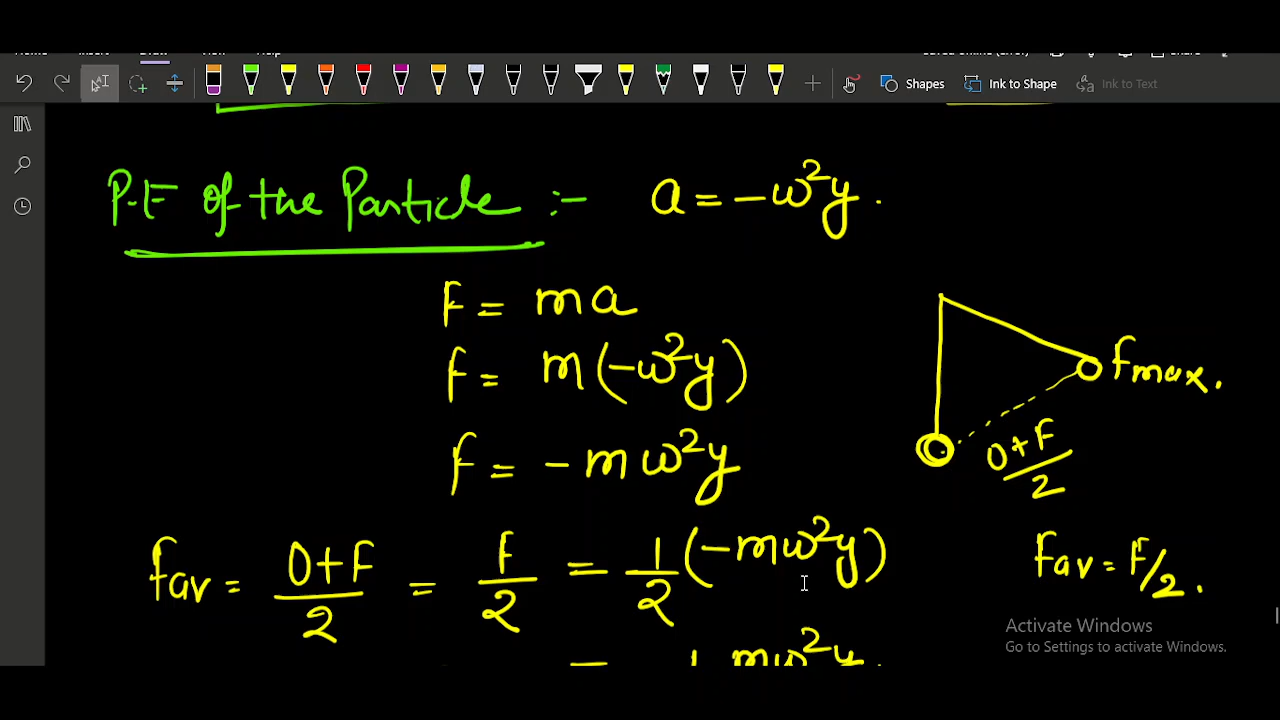 Shapes
Ink to Shape
Ink to Text
P.E of the Particle :- a = -ω²y.
F = ma
F = m(-ω²y)
F = -mω²y
Fmax.
0+F/2
Fav = 0+F/2 = F/2 = 1/2(-mω²y)
Fav = F/2.
Activate Windows
Go to Settings to activate Windows.